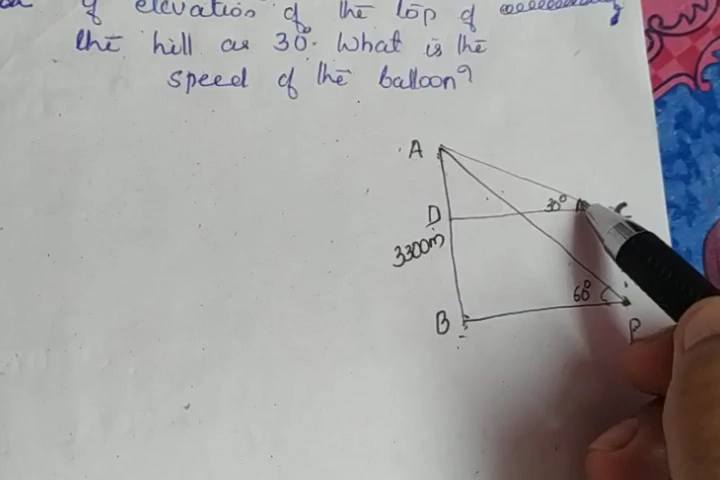 of elevation of the top of
the hill as 30°. What is the
speed of the balloon?
A
30°
D
3300m
60°
B
P